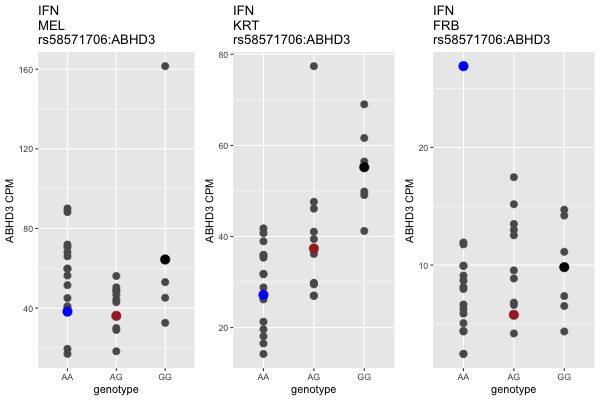 IFN
MEL
rs58571706:ABHD3
160
120
80
40
ABHD3 CPM
AA
AG
GG
genotype
IFN
KRT
rs58571706:ABHD3
80
60
40
20
ABHD3 CPM
AA
AG
GG
genotype
IFN
FRB
rs58571706:ABHD3
20
10
ABHD3 CPM
AA
AG
GG
genotype